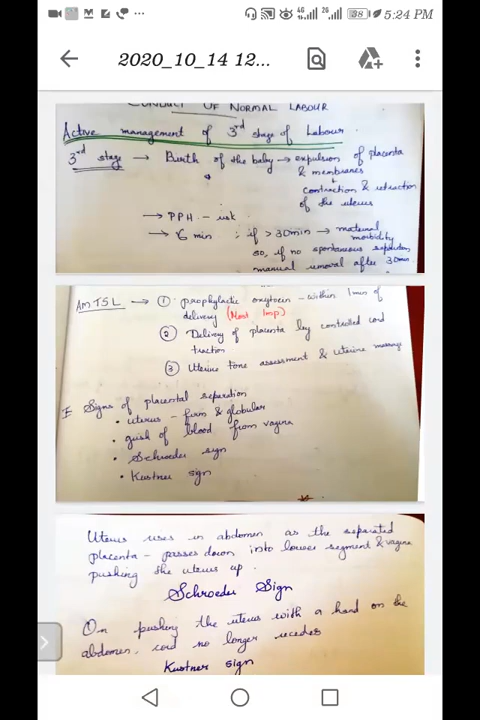 5:24 PM
2020_10_14 12...
CONDUCT OF NORMAL LABOUR
Active management of 3rd stage of Labour
3rd stage → Birth of the baby → expulsion of placenta
& membranes
+
contraction & retraction
of the uterus
→ PPH - risk
→ 6 min ; if >30min → maternal
morbidity
so, if no spontaneous sepration
manual removal after 30min
AMTSL → ① prophylactic oxytocin - within 1min of
delivery (Most Imp)
② Delivery of placenta by controlled cord
traction
③ Uterine tone assessment & uterine massage
I Signs of placental separation
• uterus - firm & globular
• gush of blood from vagina
• Schroeder sign
• Kustner sign
Uterus rises in abdomen as the separated
placenta - passes down into lower segment & vagina
pushing the uterus up.
Schroeder Sign
On pushing the uterus with a hand on the
abdomen, cord no longer recedes
Kustner sign